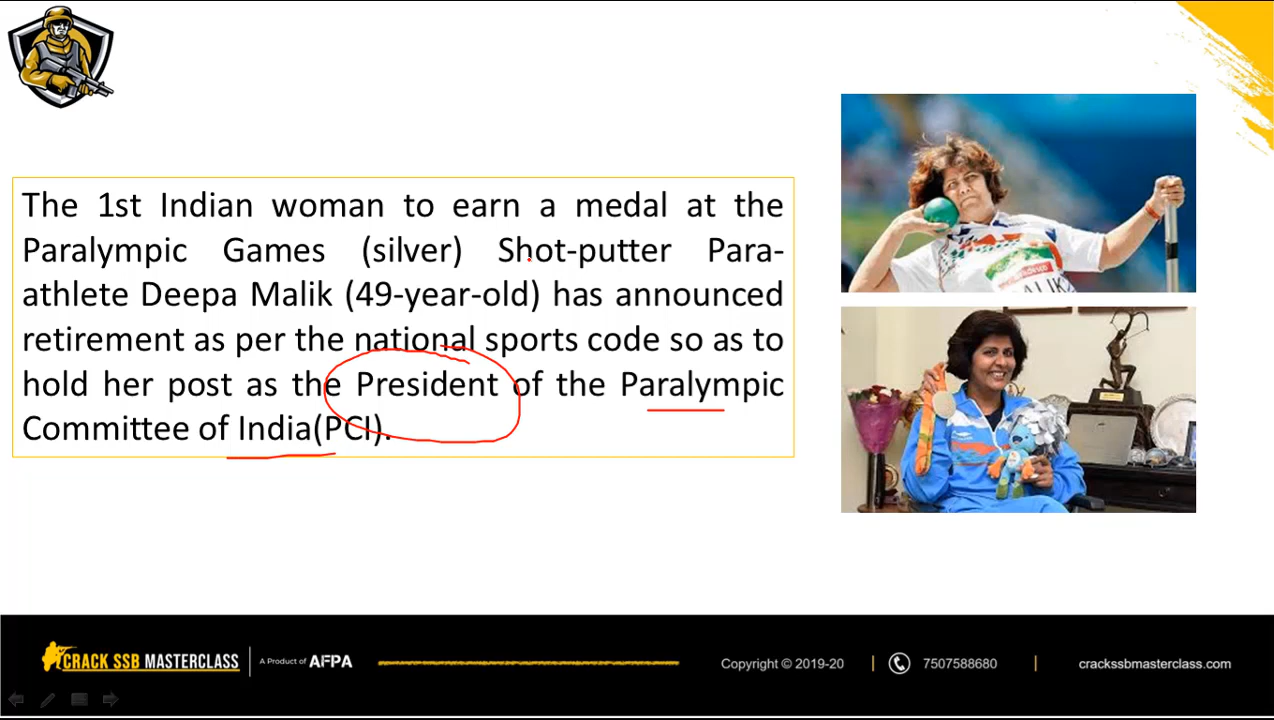 The 1st Indian woman to earn a medal at the
Paralympic Games (silver) Shot-putter Para-
athlete Deepa Malik (49-year-old) has announced
retirement as per the national sports code so as to
hold her post as the President of the Paralympic
Committee of India(PCI).
CRACK SSB MASTERCLASS
A Product of AFPA
Copyright © 2019-20
7507588680
crackssbmasterclass.com